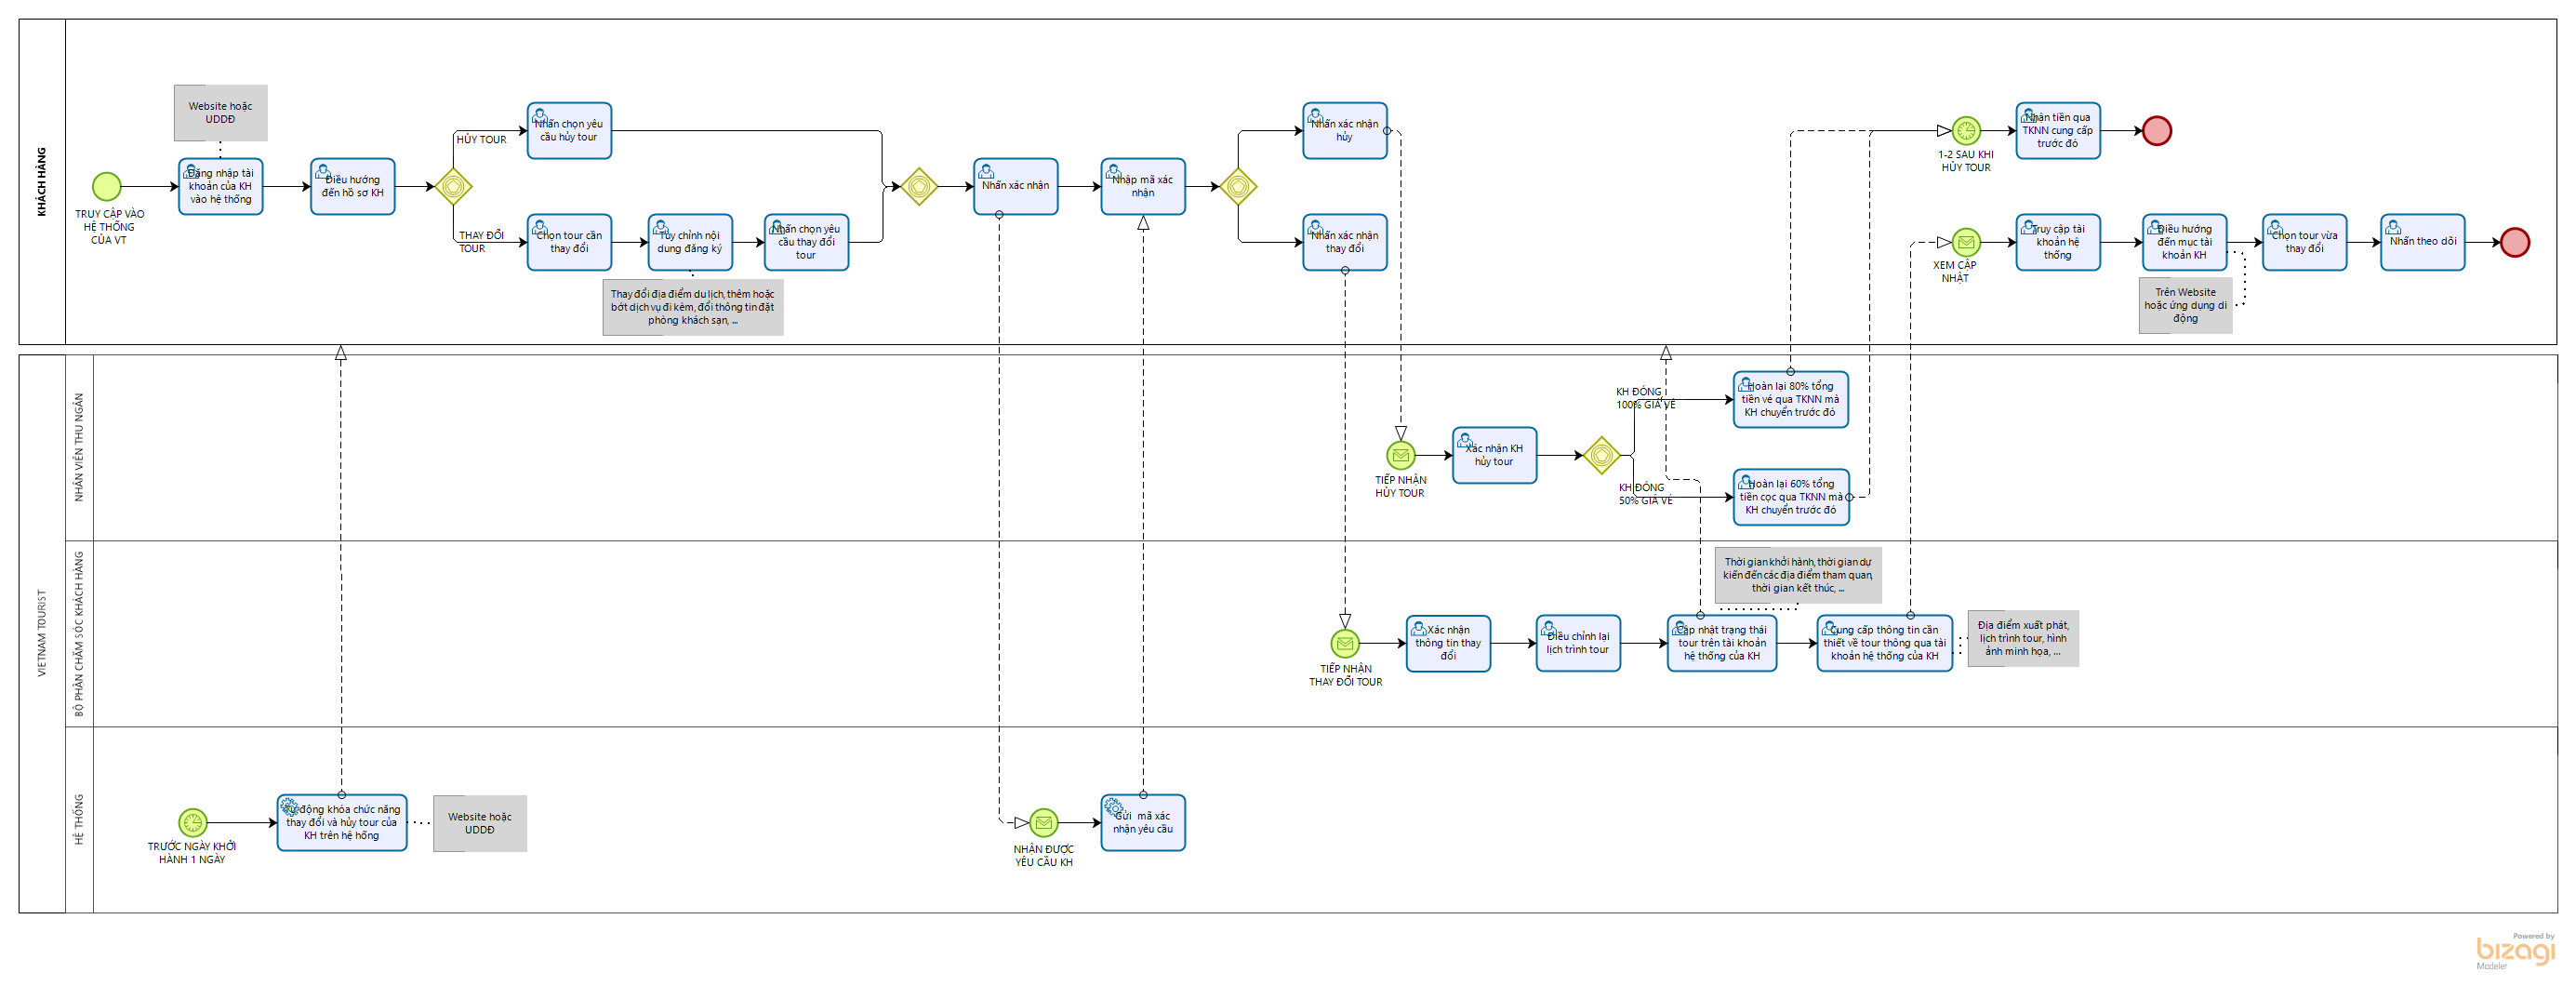 KHÁCH HÀNG
Website hoặc
UDDĐ
TRUY CẬP VÀO
HỆ THỐNG
CỦA VT
Đăng nhập tài
khoản của KH
vào hệ thống
Điều hướng
đến hồ sơ KH
HỦY TOUR
Nhấn chọn yêu
cầu hủy tour
THAY ĐỔI
TOUR
Chọn tour cần
thay đổi
Tùy chỉnh nội
dung đăng ký
Nhấn chọn yêu
cầu thay đổi
tour
Thay đổi địa điểm du lịch, thêm hoặc
bớt dịch vụ đi kèm, đổi thông tin đặt
phòng khách sạn, ...
Nhấn xác nhận
Nhập mã xác
nhận
Nhấn xác nhận
hủy
Nhấn xác nhận
thay đổi
1-2 SAU KHI
HỦY TOUR
Nhận tiền qua
TKNN cung cấp
trước đó
XEM CẬP
NHẬT
Truy cập tài
khoản hệ
thống
Điều hướng
đến mục tài
khoản KH
Chọn tour vừa
thay đổi
Nhấn theo dõi
Trên Website
hoặc ứng dụng di
động
VIETNAM TOURIST
NHÂN VIÊN THU NGÂN
TIẾP NHẬN
HỦY TOUR
Xác nhận KH
hủy tour
KH ĐÓNG
100% GIÁ VÉ
KH ĐÓNG
50% GIÁ VÉ
Hoàn lại 80% tổng
tiền vé qua TKNN mà
KH chuyển trước đó
Hoàn lại 60% tổng
tiền cọc qua TKNN mà
KH chuyển trước đó
BỘ PHẬN CHĂM SÓC KHÁCH HÀNG
TIẾP NHẬN
THAY ĐỔI TOUR
Xác nhận
thông tin thay
đổi
Điều chỉnh lại
lịch trình tour
Cập nhật trạng thái
tour trên tài khoản
hệ thống của KH
Thời gian khởi hành, thời gian dự
kiến đến các địa điểm tham quan,
thời gian kết thúc, ...
Cung cấp thông tin cần
thiết về tour thông qua tài
khoản hệ thống của KH
Địa điểm xuất phát,
lịch trình tour, hình
ảnh minh họa, ...
HỆ THỐNG
TRƯỚC NGÀY KHỞI
HÀNH 1 NGÀY
Tự động khóa chức năng
thay đổi và hủy tour của
KH trên hệ hống
Website hoặc
UDDĐ
NHẬN ĐƯỢC
YÊU CẦU KH
Gửi mã xác
nhận yêu cầu
Powered by
bizagi
Modeler